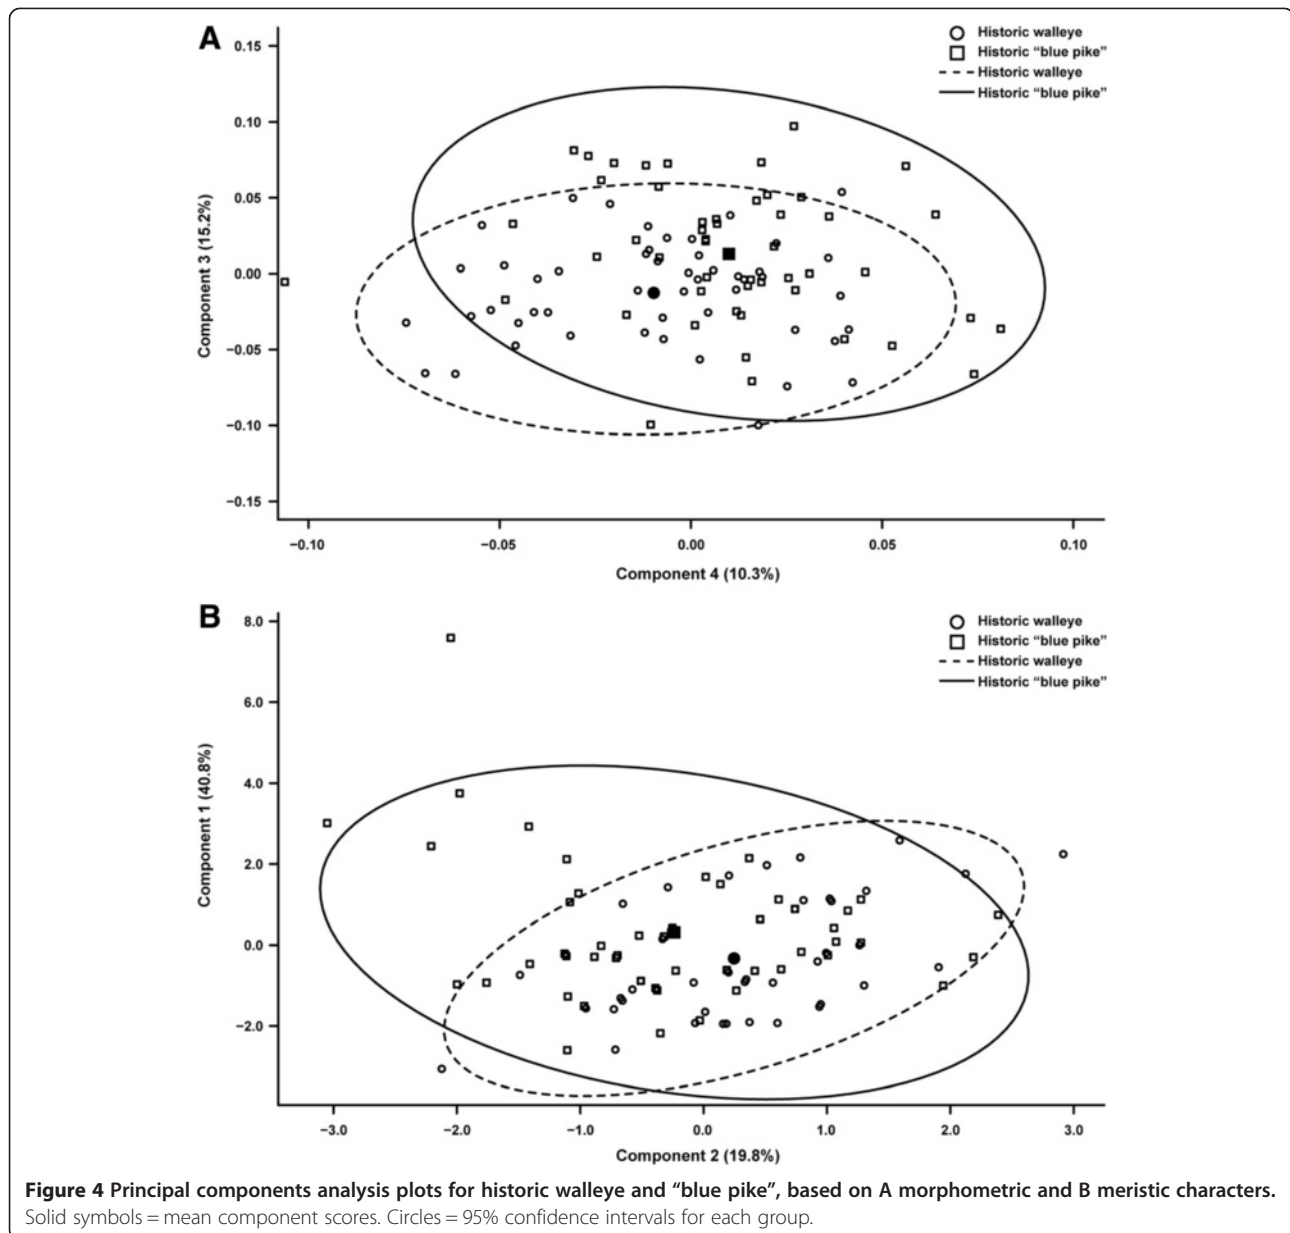 A
Historic walleye
Historic “blue pike”
Historic walleye
Historic “blue pike”
0.15
0.10
0.05
0.00
−0.05
−0.10
−0.15
Component 3 (15.2%)
−0.10
−0.05
0.00
0.05
0.10
Component 4 (10.3%)
B
Historic walleye
Historic “blue pike”
Historic walleye
Historic “blue pike”
8.0
6.0
4.0
2.0
0.0
−2.0
Component 1 (40.8%)
−3.0
−2.0
−1.0
0.0
1.0
2.0
3.0
Component 2 (19.8%)
Figure 4 Principal components analysis plots for historic walleye and “blue pike”, based on A morphometric and B meristic characters.
Solid symbols = mean component scores. Circles = 95% confidence intervals for each group.